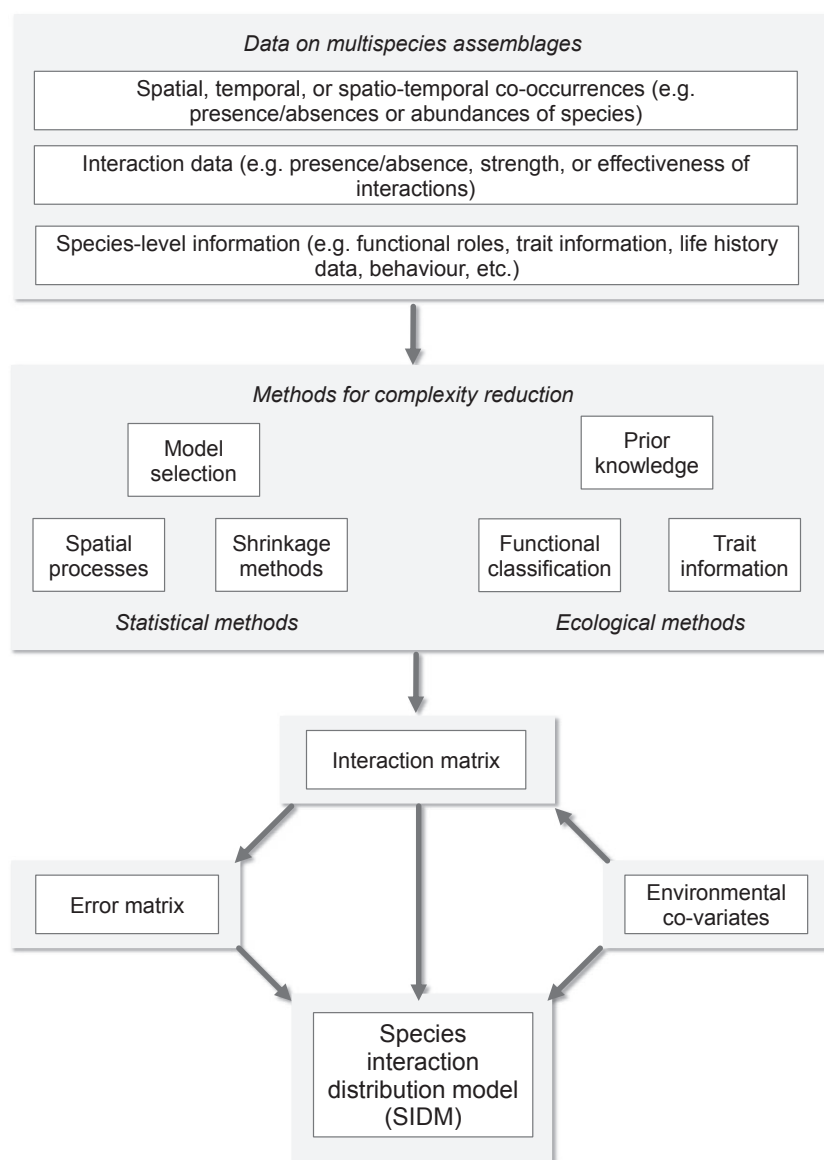 Data on multispecies assemblages
Spatial, temporal, or spatio-temporal co-occurrences (e.g.
presence/absences or abundances of species)
Interaction data (e.g. presence/absence, strength, or effectiveness of
interactions)
Species-level information (e.g. functional roles, trait information, life history
data, behaviour, etc.)
Methods for complexity reduction
Model
selection
Prior
knowledge
Spatial
processes
Shrinkage
methods
Functional
classification
Trait
information
Statistical methods
Ecological methods
Interaction matrix
Error matrix
Environmental
co-variates
Species
interaction
distribution model
(SIDM)